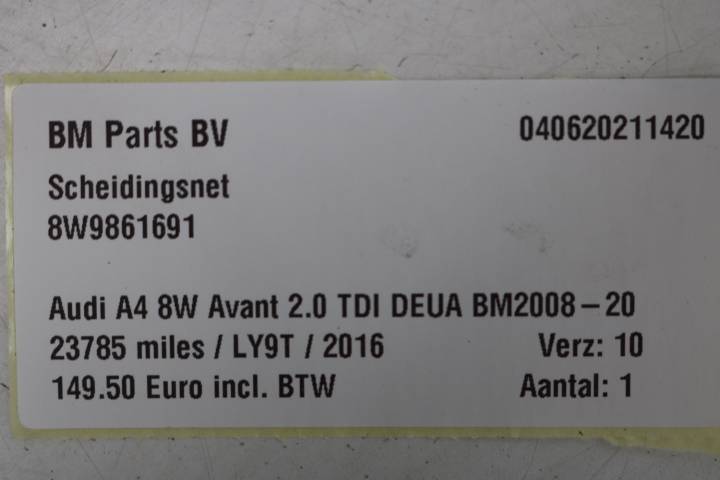 BM Parts BV 040620211420
Scheidingsnet
8W9861691
Audi A4 8W Avant 2.0 TDI DEUA BM2008-20
23785 miles / LY9T / 2016 Verz: 10
149.50 Euro incl. BTW Aantal: 1